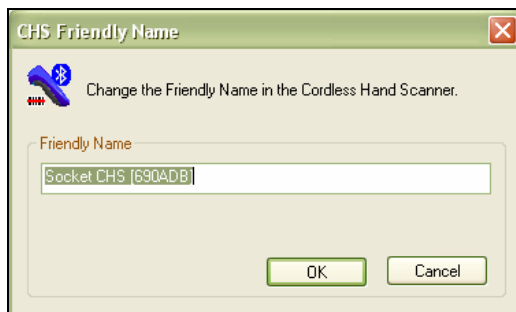 CHS Friendly Name
Change the Friendly Name in the Cordless Hand Scanner.
Friendly Name
Socket CHS [690ADB]
OK
Cancel